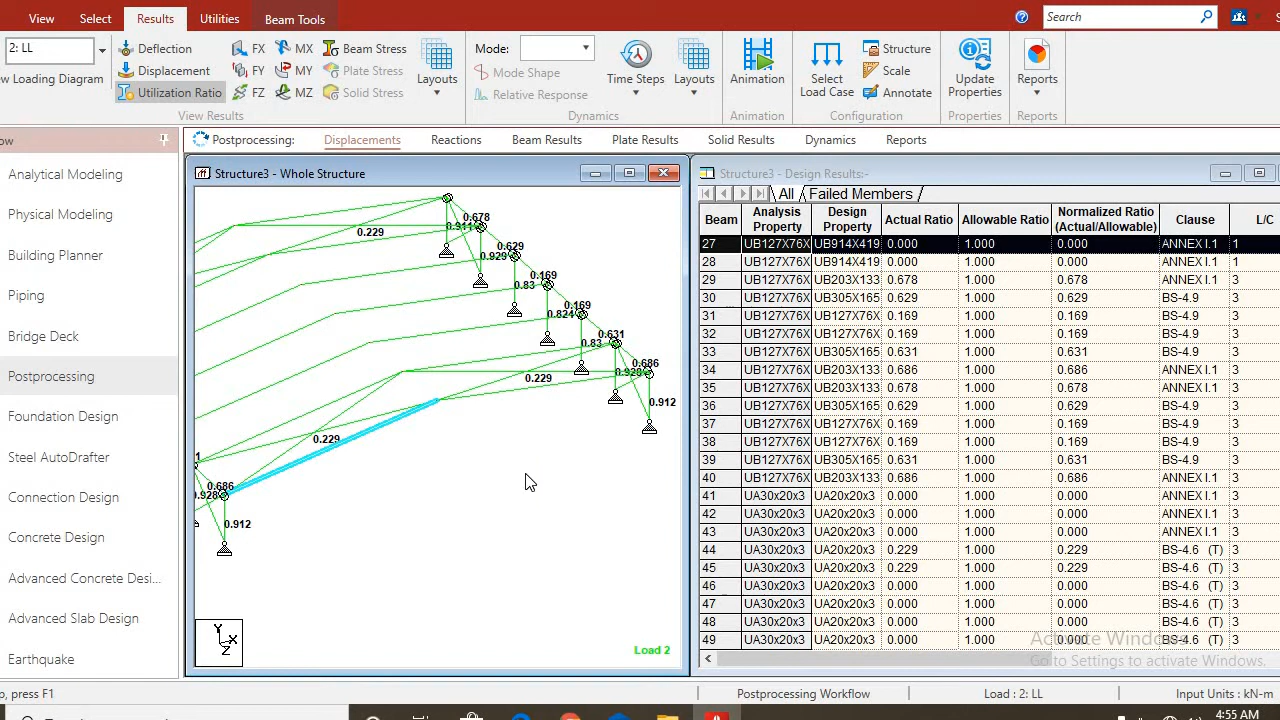 View Select Results Utilities Beam Tools Search
2: LL Deflection FX MX Beam Stress Mode: Structure
Displacement FY MY Plate Stress Mode Shape Scale
w Loading Diagram Utilization Ratio FZ MZ Solid Stress Layouts Relative Response Time Steps Layouts Animation Select Load Case Annotate Update Properties Reports
View Results Dynamics Animation Configuration Properties Reports
ow Postprocessing: Displacements Reactions Beam Results Plate Results Solid Results Dynamics Reports
Analytical Modeling
Physical Modeling
Building Planner
Piping
Bridge Deck
Postprocessing
Foundation Design
Steel AutoDrafter
Connection Design
Concrete Design
Advanced Concrete Desi...
Advanced Slab Design
Earthquake
Structure3 - Whole Structure
0.678
0.229 0.911
0.629
0.929
0.169
0.83
0.169
0.824
0.631
0.83
0.686
0.229 0.928
0.912
0.229
1
0.686
0.928
0.912
Y
X
Z
Load 2
Structure3 - Design Results:-
All Failed Members
Beam Analysis Property Design Property Actual Ratio Allowable Ratio Normalized Ratio (Actual/Allowable) Clause L/C
27 UB127X76X UB914X419 0.000 1.000 0.000 ANNEX I.1 1
28 UB127X76X UB914X419 0.000 1.000 0.000 ANNEX I.1 1
29 UB127X76X UB203X133 0.678 1.000 0.678 ANNEX I.1 3
30 UB127X76X UB305X165 0.629 1.000 0.629 BS-4.9 3
31 UB127X76X UB127X76X 0.169 1.000 0.169 BS-4.9 3
32 UB127X76X UB127X76X 0.169 1.000 0.169 BS-4.9 3
33 UB127X76X UB305X165 0.631 1.000 0.631 BS-4.9 3
34 UB127X76X UB203X133 0.686 1.000 0.686 ANNEX I.1 3
35 UB127X76X UB203X133 0.678 1.000 0.678 ANNEX I.1 3
36 UB127X76X UB305X165 0.629 1.000 0.629 BS-4.9 3
37 UB127X76X UB127X76X 0.169 1.000 0.169 BS-4.9 3
38 UB127X76X UB127X76X 0.169 1.000 0.169 BS-4.9 3
39 UB127X76X UB305X165 0.631 1.000 0.631 BS-4.9 3
40 UB127X76X UB203X133 0.686 1.000 0.686 ANNEX I.1 3
41 UA30x20x3 UA20x20x3 0.000 1.000 0.000 ANNEX I.1 3
42 UA30x20x3 UA20x20x3 0.000 1.000 0.000 ANNEX I.1 3
43 UA30x20x3 UA20x20x3 0.000 1.000 0.000 ANNEX I.1 3
44 UA30x20x3 UA20x20x3 0.229 1.000 0.229 BS-4.6 (T) 3
45 UA30x20x3 UA20x20x3 0.229 1.000 0.229 BS-4.6 (T) 3
46 UA30x20x3 UA20x20x3 0.000 1.000 0.000 BS-4.6 (T) 3
47 UA30x20x3 UA20x20x3 0.000 1.000 0.000 BS-4.6 (T) 3
48 UA30x20x3 UA20x20x3 0.000 1.000 0.000 BS-4.6 (T) 3
49 UA30x20x3 UA20x20x3 0.000 1.000 0.000 BS-4.6 (T) 3
Activate Windows
Go to Settings to activate Windows.
p, press F1 Postprocessing Workflow Load : 2: LL Input Units : kN-m
4:55 AM